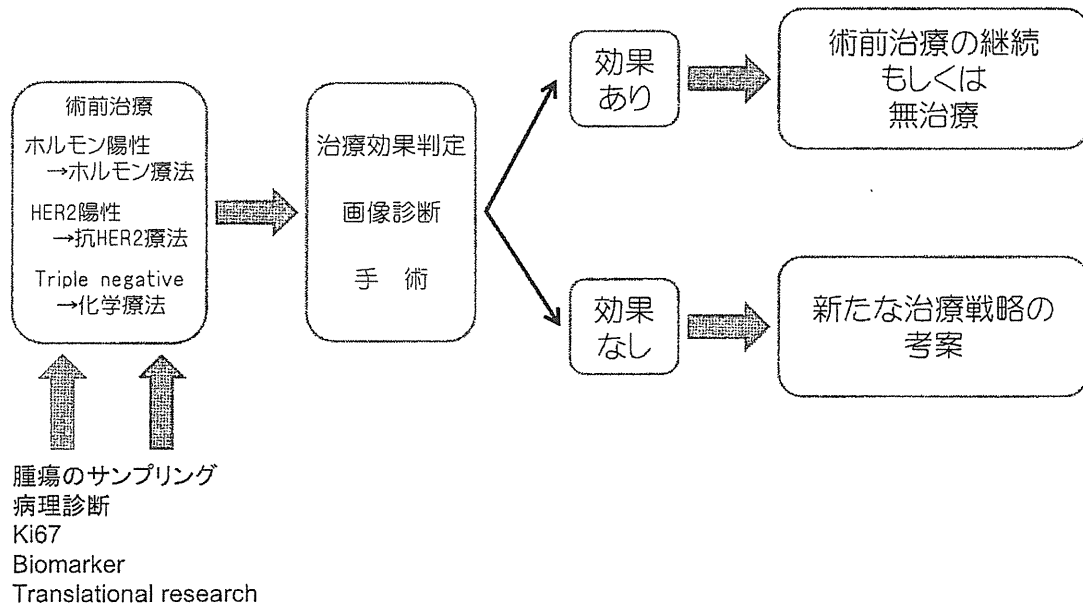 術前治療
ホルモン陽性
→ホルモン療法
HER2陽性
→抗HER2療法
Triple negative
→化学療法
治療効果判定
画像診断
手 術
効果
あり
術前治療の継続
もしくは
無治療
効果
なし
新たな治療戦略の
考案
腫瘍のサンプリング
病理診断
Ki67
Biomarker
Translational research